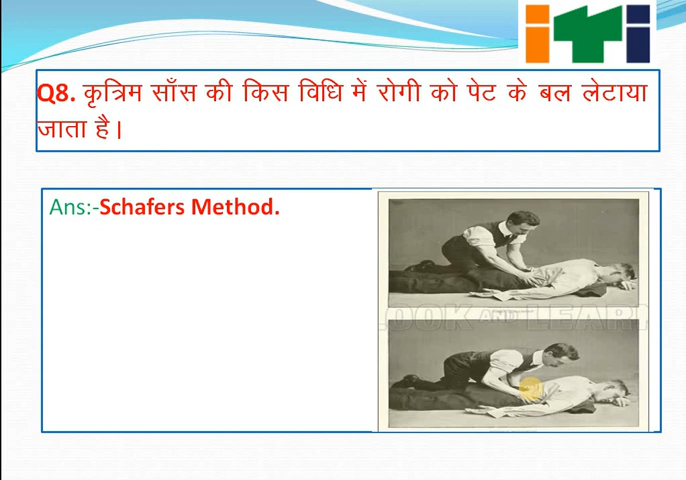 iTi
Q8. कृत्रिम साँस की किस विधि में रोगी को पेट के बल लेटाया
जाता है।
Ans:-Schafers Method.
LOOK AND LEARN